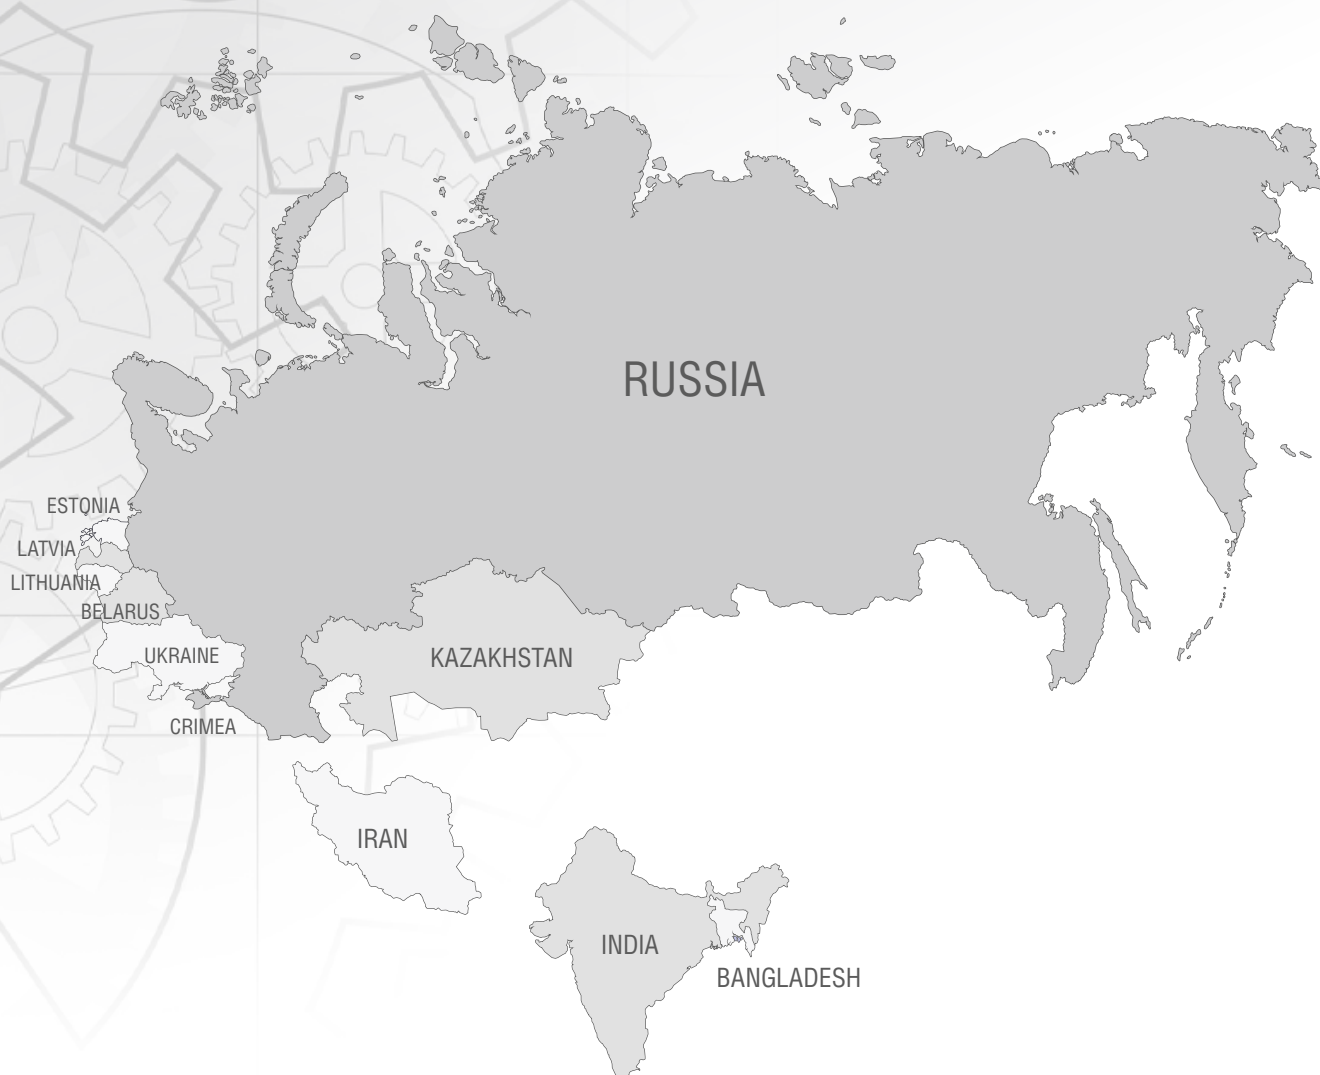 RUSSIA
ESTONIA
LATVIA
LITHUANIA
BELARUS
UKRAINE
KAZAKHSTAN
CRIMEA
IRAN
INDIA
BANGLADESH